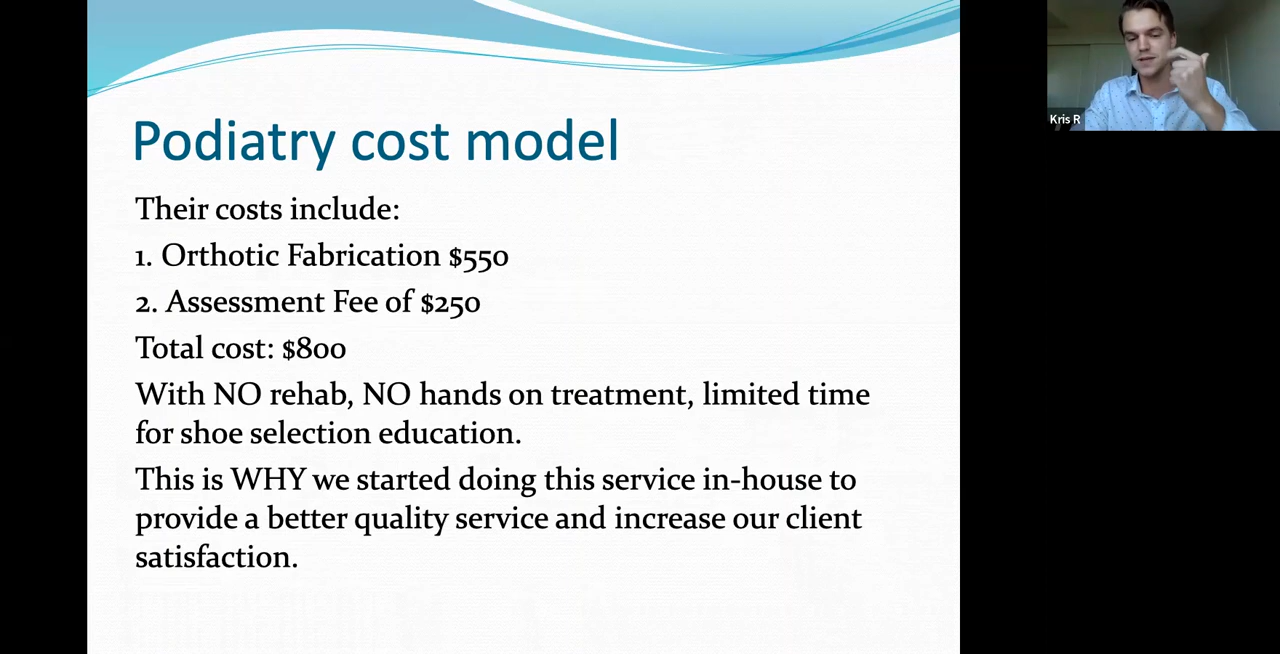 Podiatry cost model
Their costs include:
1. Orthotic Fabrication $550
2. Assessment Fee of $250
Total cost: $800
With NO rehab, NO hands on treatment, limited time
for shoe selection education.
This is WHY we started doing this service in-house to
provide a better quality service and increase our client
satisfaction.
Kris R